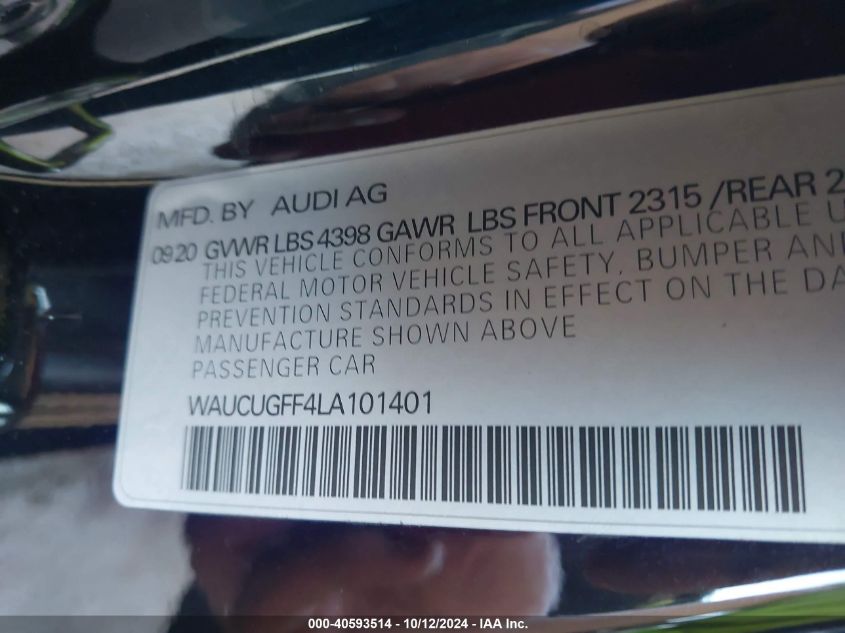 MFD. BY AUDI AG
09 20 GVWR LBS 4398 GAWR LBS FRONT 2315 /REAR 2
THIS VEHICLE CONFORMS TO ALL APPLICABLE U
FEDERAL MOTOR VEHICLE SAFETY, BUMPER AND
PREVENTION STANDARDS IN EFFECT ON THE DA
MANUFACTURE SHOWN ABOVE
PASSENGER CAR
WAUCUGFF4LA101401
000-40593514 - 10/12/2024 - IAA Inc.